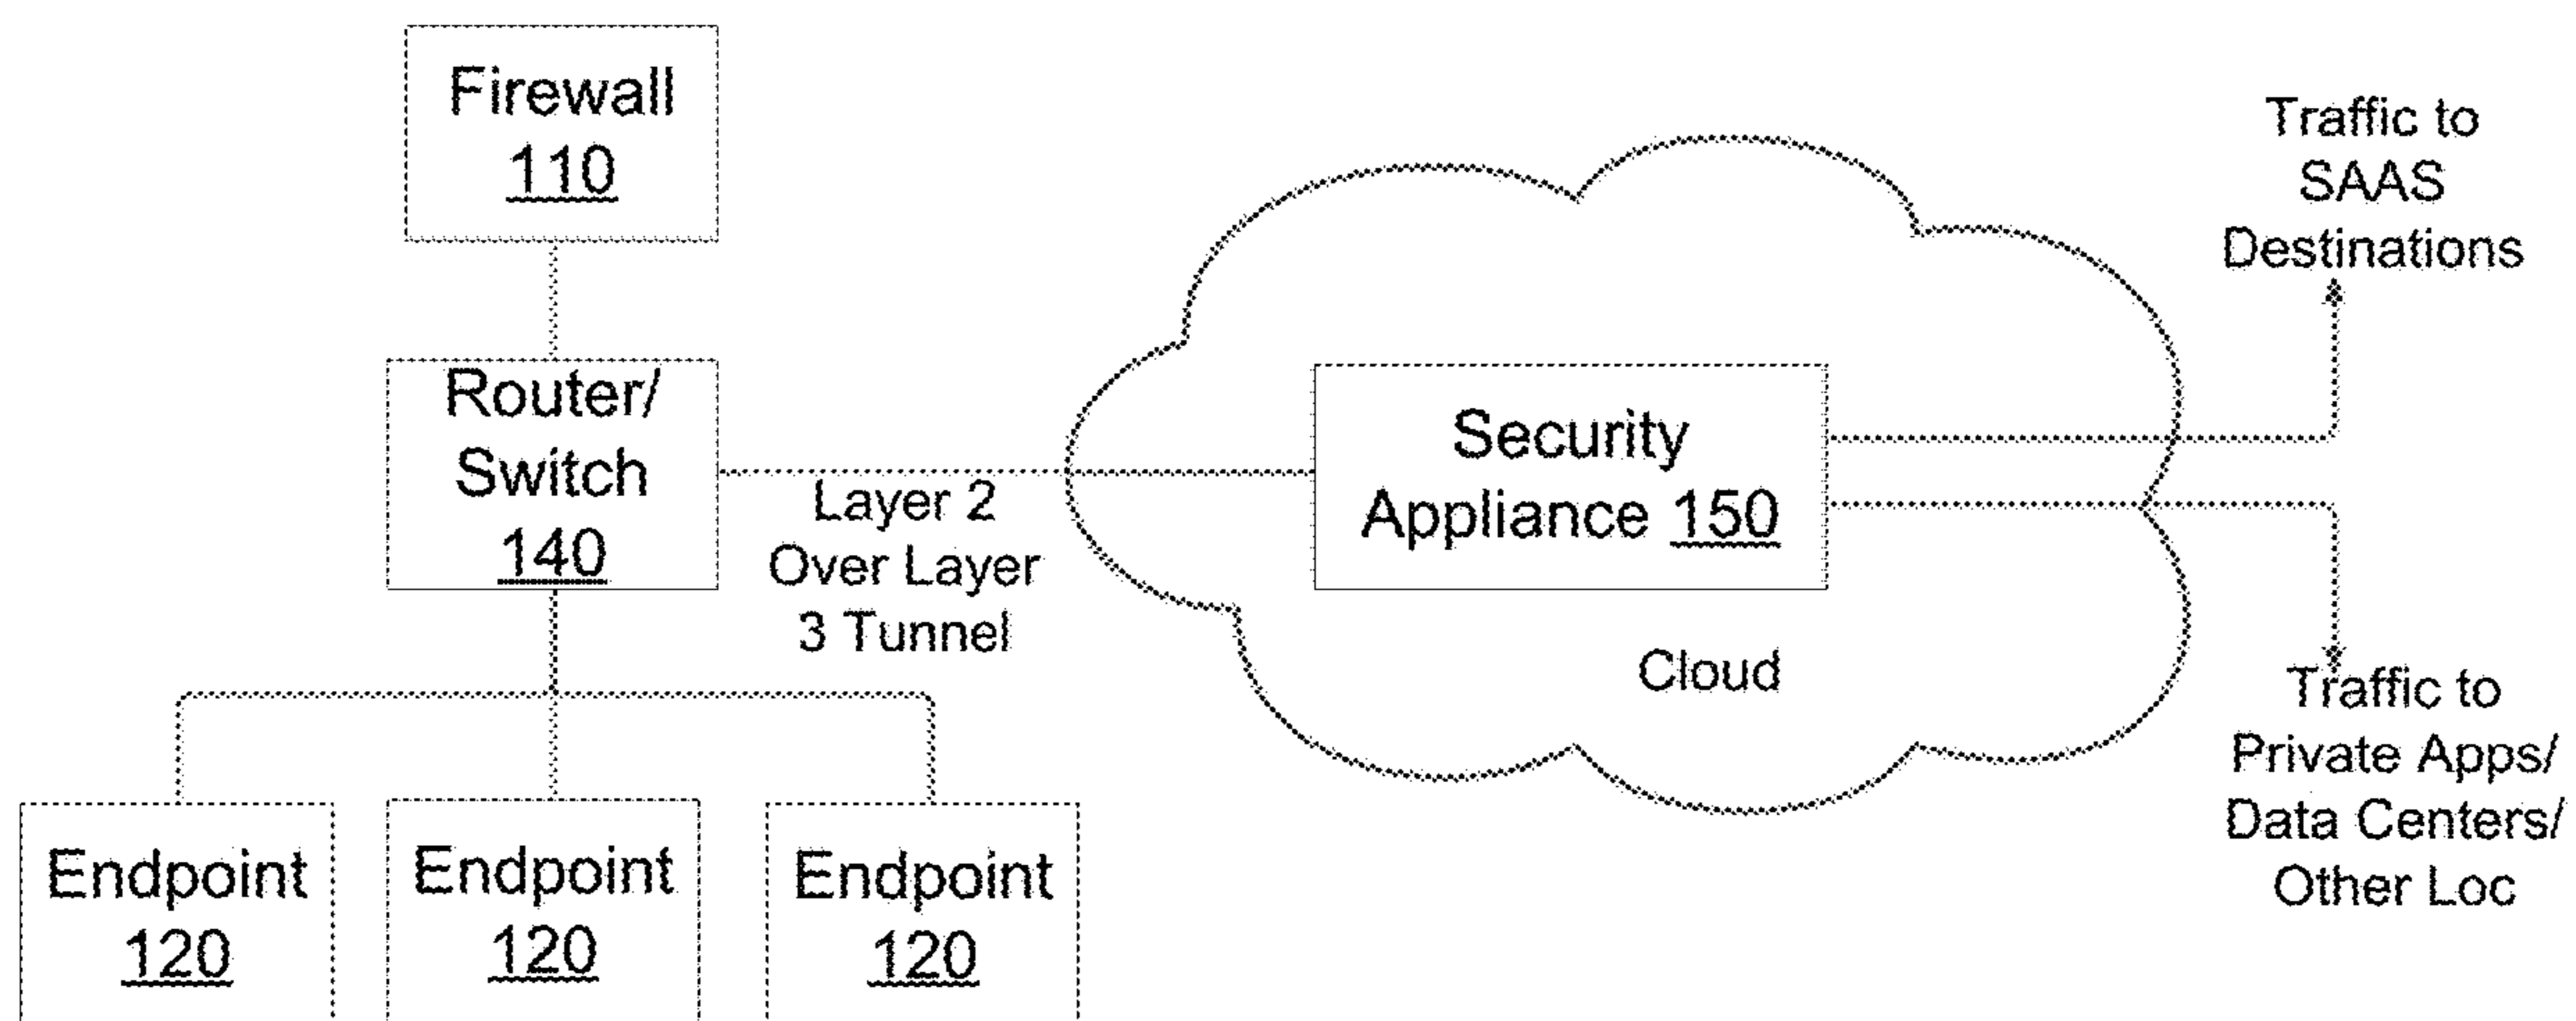 Firewall
110
Router/
Switch
140
Layer 2
Over Layer
3 Tunnel
Security
Appliance 150
Cloud
Traffic to
SAAS
Destinations
Traffic to
Private Apps/
Data Centers/
Other Loc
Endpoint
120
Endpoint
120
Endpoint
120